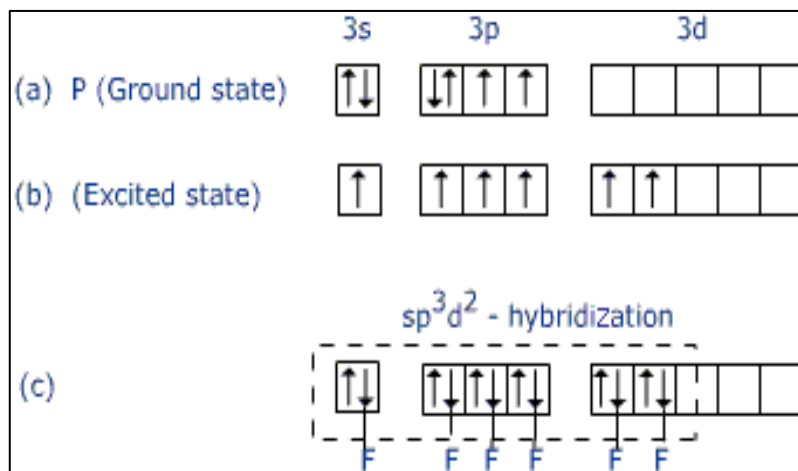 3s 3p 3d
(a) P (Ground state)
(b) (Excited state)
sp³d² - hybridization
(c)
F F F F F F